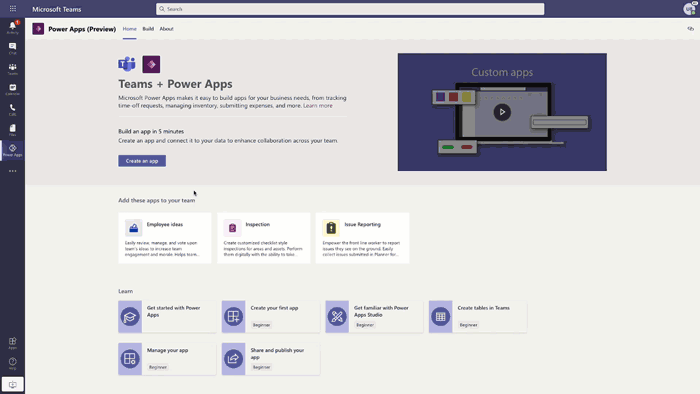 Microsoft Teams
Search
Power Apps (Preview)
Home
Build
About
Activity
Chat
Teams
Calendar
Calls
Files
Power Apps
Apps
Help
Teams + Power Apps
Microsoft Power Apps makes it easy to build apps for your business needs, from tracking
time-off requests, managing inventory, submitting expenses, and more. Learn more
Build an app in 5 minutes
Create an app and connect it to your data to enhance collaboration across your team.
Create an app
Custom apps
Add these apps to your team
Employee ideas
Easily review, manage, and vote upon
team's ideas to increase team
engagement and morale. Helps team...
Inspection
Create customized checklist style
inspections for areas and assets. Perform
them digitally with the ability to take...
Issue Reporting
Empower the front line worker to report
issues they see on the ground. Easily
collect issues submitted in Planner for...
Learn
Get started with Power
Apps
Create your first app
Beginner
Get familiar with Power
Apps Studio
Beginner
Create tables in Teams
Beginner
Manage your app
Beginner
Share and publish your
app
Beginner